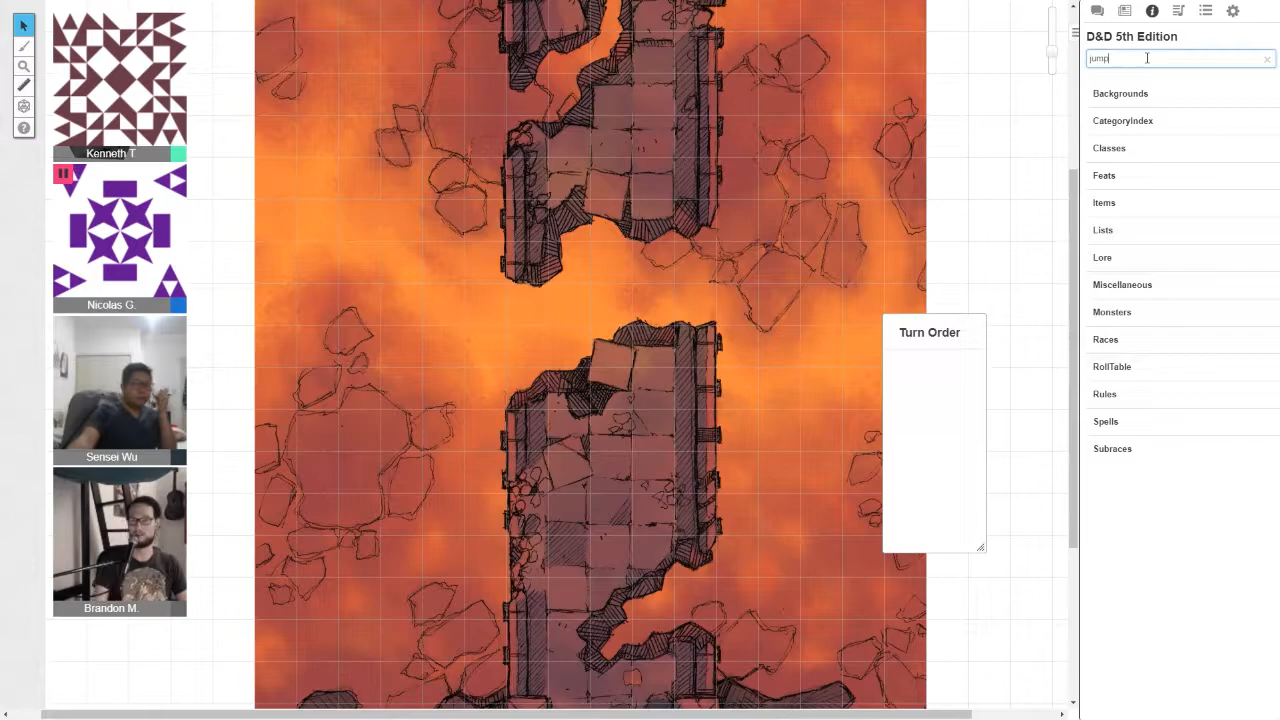 Kenneth T
Nicolas G.
Sensei Wu
Brandon M.
Turn Order
D&D 5th Edition
jump
Backgrounds
CategoryIndex
Classes
Feats
Items
Lists
Lore
Miscellaneous
Monsters
Races
RollTable
Rules
Spells
Subraces